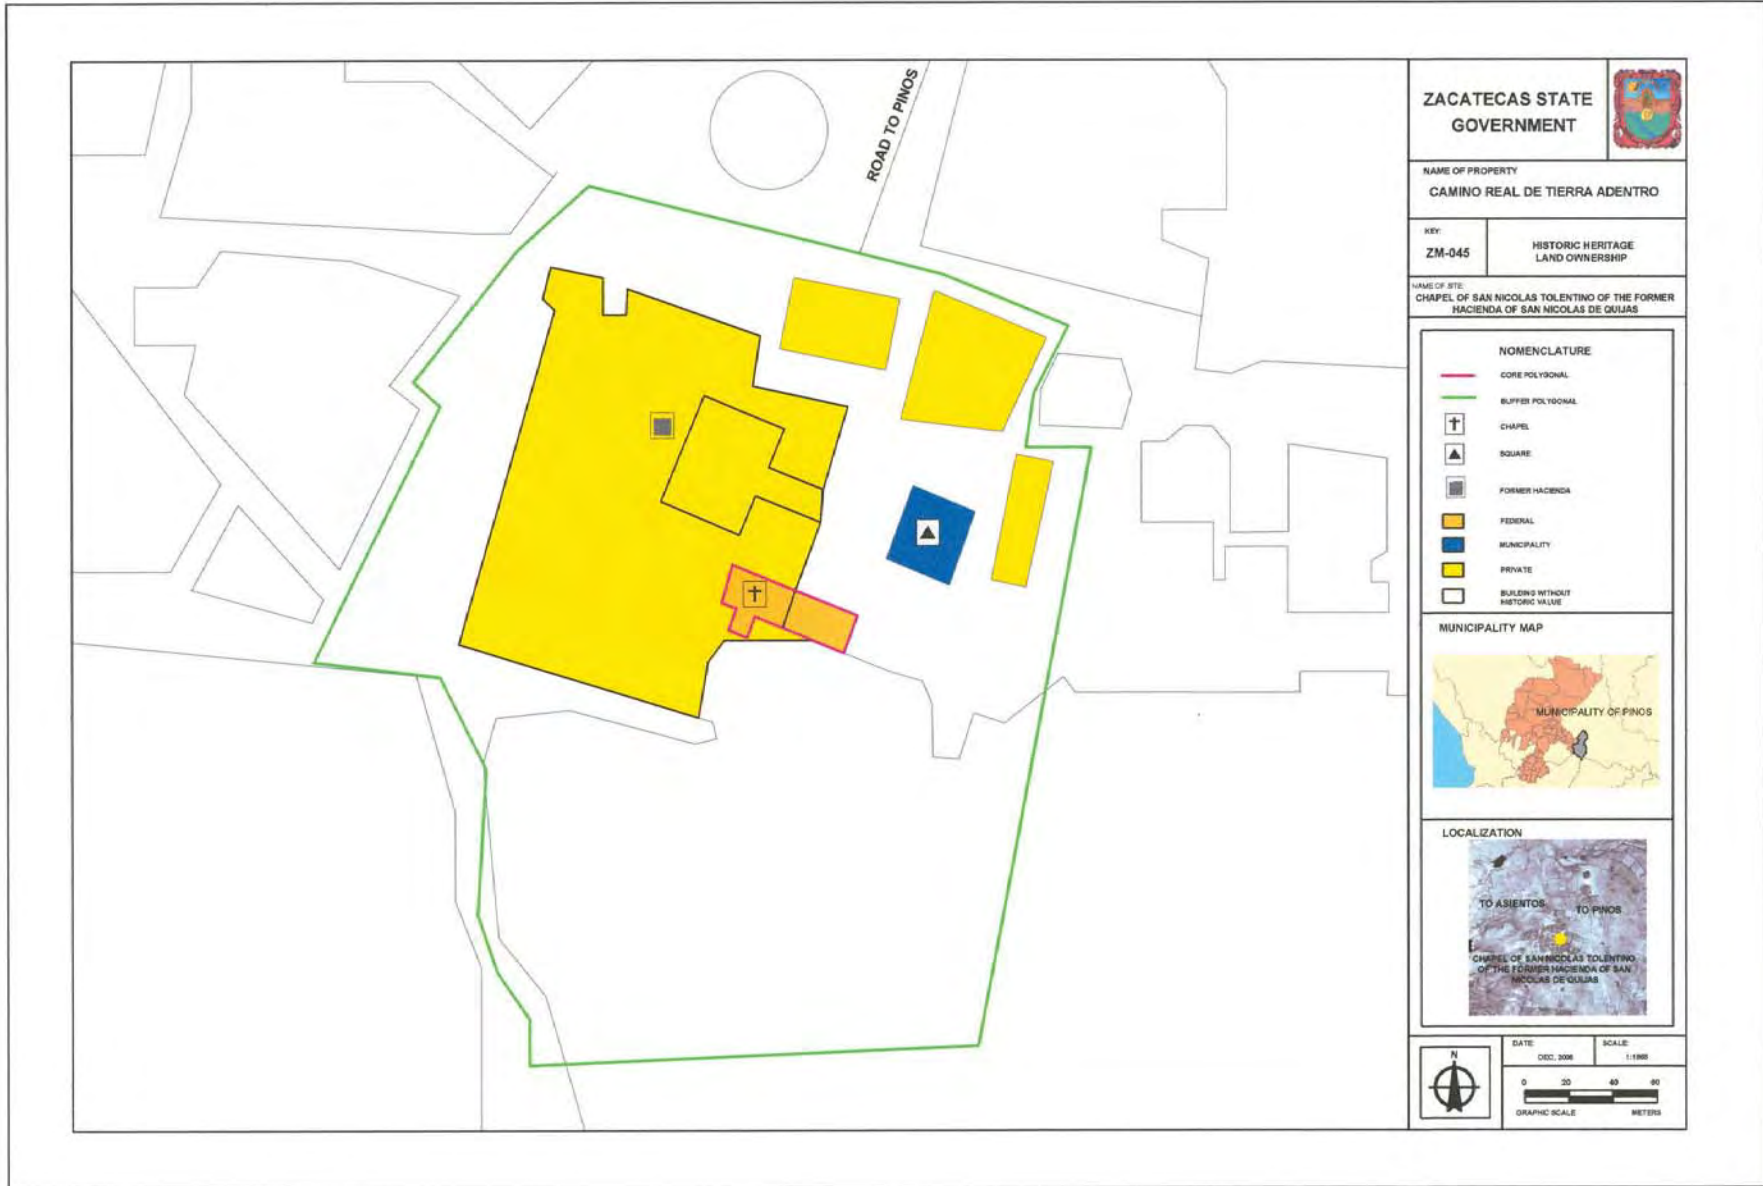 ROAD TO PINOS
ZACATECAS STATE
GOVERNMENT
NAME OF PROPERTY
CAMINO REAL DE TIERRA ADENTRO
KEY:
ZM-045
HISTORIC HERITAGE
LAND OWNERSHIP
NAME OF SITE:
CHAPEL OF SAN NICOLAS TOLENTINO OF THE FORMER
HACIENDA OF SAN NICOLAS DE QUIJAS
NOMENCLATURE
CORE POLYGONAL
BUFFER POLYGONAL
CHAPEL
SQUARE
FORMER HACIENDA
FEDERAL
MUNICIPALITY
PRIVATE
BUILDING WITHOUT
HISTORIC VALUE
MUNICIPALITY MAP
MUNICIPALITY OF PINOS
LOCALIZATION
TO ASIENTOS
TO PINOS
CHAPEL OF SAN NICOLAS TOLENTINO
OF THE FORMER HACIENDA OF SAN
NICOLAS DE QUIJAS
N
DATE:
DEC,
SCALE:
0 20 40 60
GRAPHIC SCALE
METERS